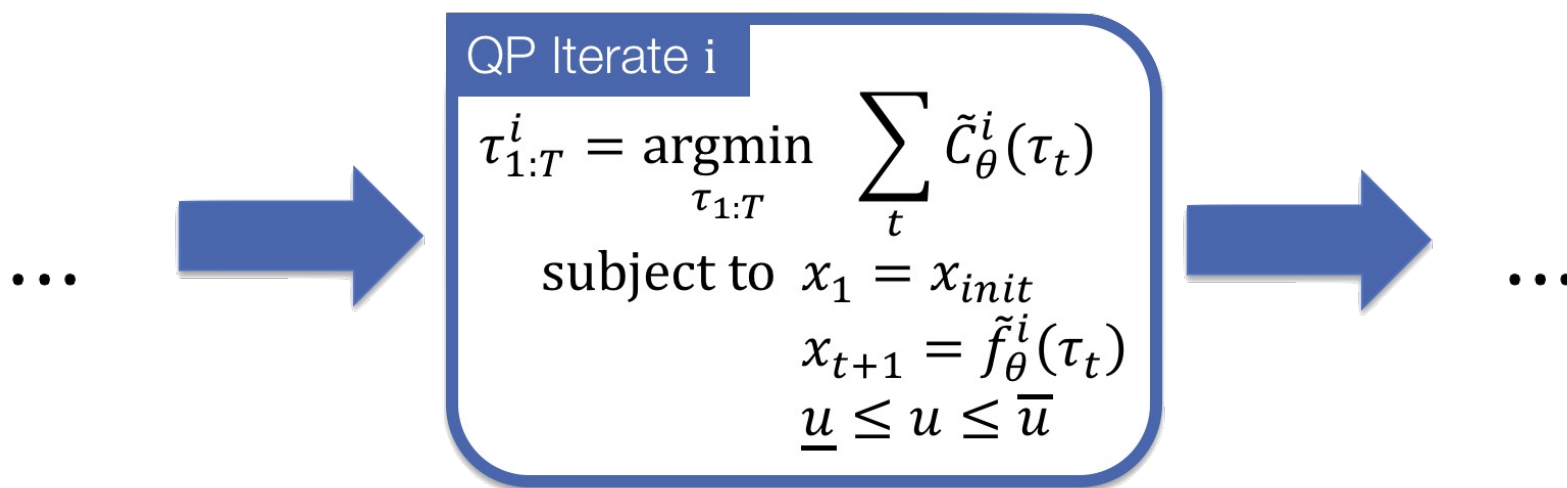 QP Iterate i
τ^i_{1:T} = argmin_{τ_{1:T}} ∑_t C̃^i_θ(τ_t)
subject to x_1 = x_{init}
x_{t+1} = f̃^i_θ(τ_t)
... u̲ ≤ u ≤ u̅ ...